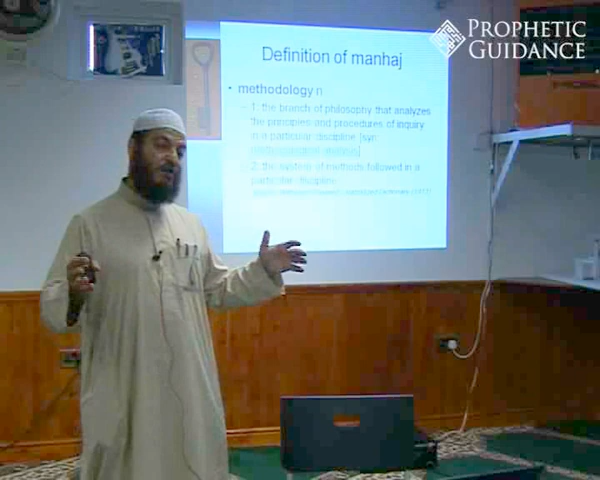 PROPHETIC
GUIDANCE
Definition of manhaj
• methodology n
– 1. the branch of philosophy that analyzes
the principles and procedures of inquiry
in a particular discipline [syn:
– 2. the system of methods followed in a
particular discipline